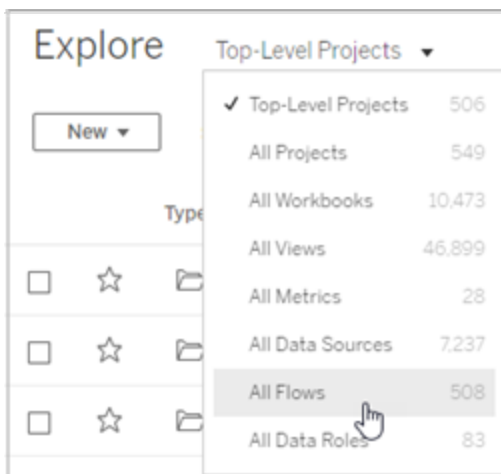 Explore Top-Level Projects
✓ Top-Level Projects 506
New
All Projects 549
All Workbooks 10,473
Type
All Views 46,899
All Metrics 28
All Data Sources 7,237
All Flows 508
All Data Roles 83